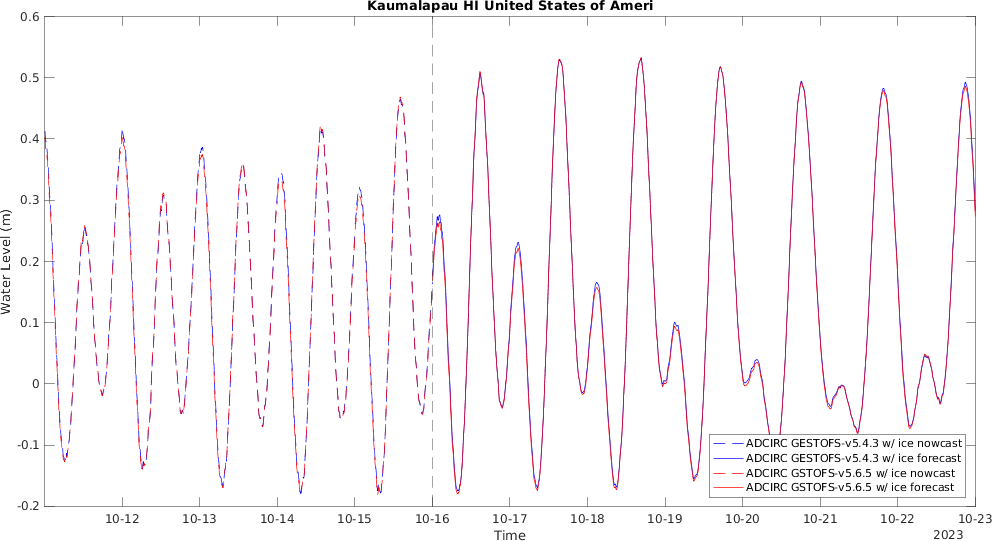 Kaumalapau HI United States of Ameri
0.6
0.5
0.4
0.3
0.2
0.1
0
-0.1
-0.2
Water Level (m)
ADCIRC GESTOFS-v5.4.3 w/ ice nowcast
ADCIRC GESTOFS-v5.4.3 w/ ice forecast
ADCIRC GSTOFS-v5.6.5 w/ ice nowcast
ADCIRC GSTOFS-v5.6.5 w/ ice forecast
10-12 10-13 10-14 10-15 10-16 10-17 10-18 10-19 10-20 10-21 10-22 10-23
Time
2023